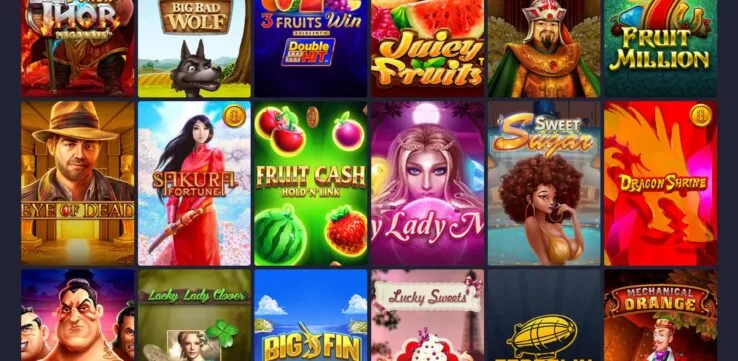 THOR
BIG BAD
WOLF
3 FRUITS WIN
Double
HIT
Juicy
Fruits
FRUIT
MILLION
EYE OF DEAD
SAKURA
FORTUNE
FRUIT CASH
HOLD 'N' LINK
Lady M
SWEET
Sugar
DRAGON SHRINE
Lucky Lady Clover
BIG FIN
Lucky Sweets
MECHANICAL
ORANGE